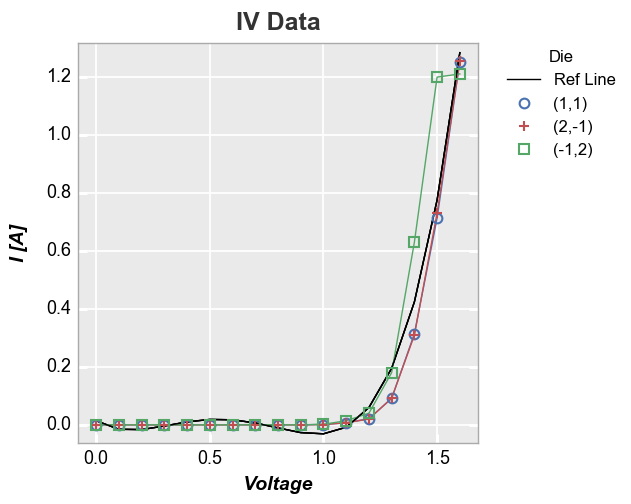 IV Data
Die
Ref Line
(1,1)
(2,-1)
(-1,2)
I [A]
1.2
1.0
0.8
0.6
0.4
0.2
0.0
0.0 0.5 1.0 1.5
Voltage